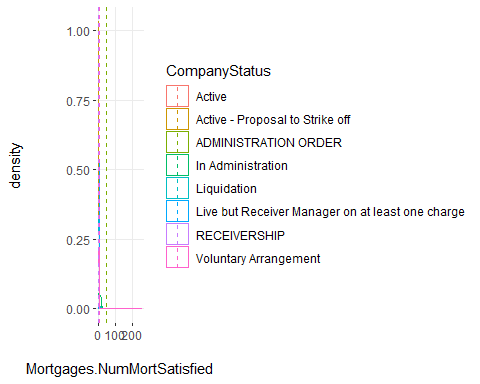 1.00
0.75
0.50
0.25
0.00
density
0 100 200
Mortgages.NumMortSatisfied
CompanyStatus
Active
Active - Proposal to Strike off
ADMINISTRATION ORDER
In Administration
Liquidation
Live but Receiver Manager on at least one charge
RECEIVERSHIP
Voluntary Arrangement